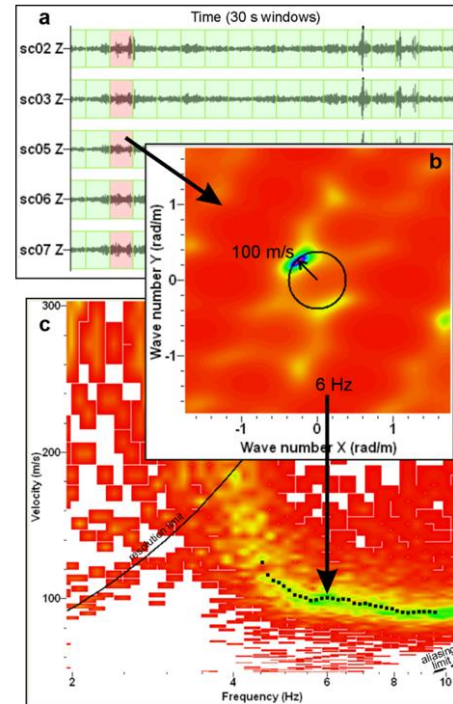 a
Time (30 s windows)
sc02 Z
sc03 Z
sc05 Z
sc06 Z
sc07 Z
b
Wave number Y (rad/m)
1
0
-1
100 m/s
-1
0
1
Wave number X (rad/m)
6 Hz
c
Velocity (m/s)
300
200
100
resolution limit
aliasing
limit
2
4
6
8
10
Frequency (Hz)